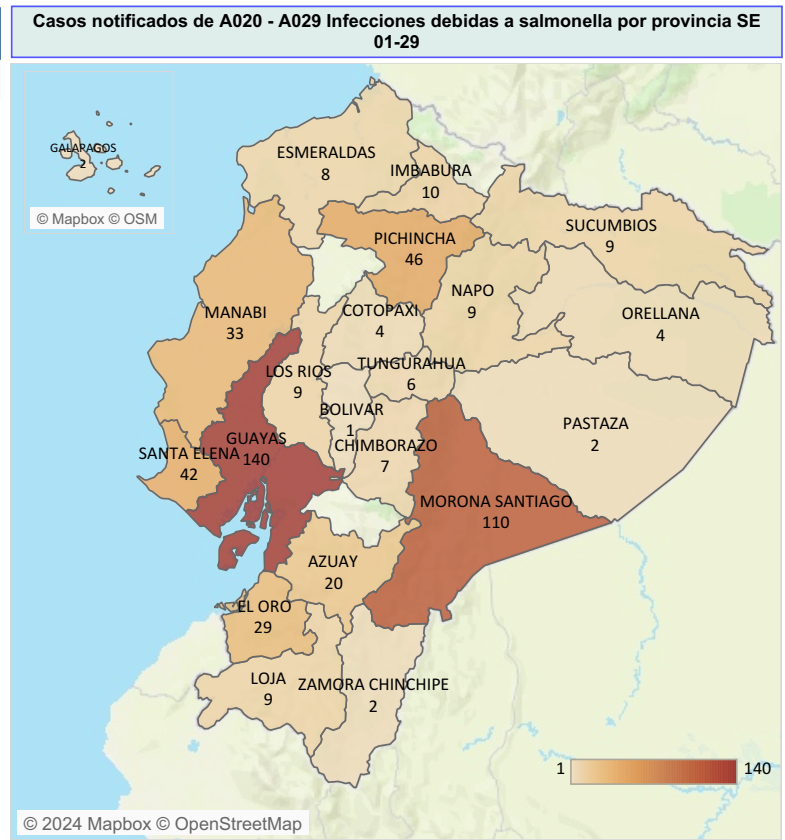 Casos notificados de A020 - A029 Infecciones debidas a salmonella por provincia SE
01-29
GALAPAGOS
2
© Mapbox © OSM
ESMERALDAS
8
IMBABURA
10
SUCUMBIOS
9
PICHINCHA
46
NAPO
9
MANABI
33
COTOPAXI
4
ORELLANA
4
LOS RIOS
9
TUNGURAHUA
6
BOLIVAR
1
PASTAZA
2
GUAYAS
140
SANTA ELENA
42
CHIMBORAZO
7
MORONA SANTIAGO
110
AZUAY
20
EL ORO
29
LOJA
9
ZAMORA CHINCHIPE
2
1
140
© 2024 Mapbox © OpenStreetMap